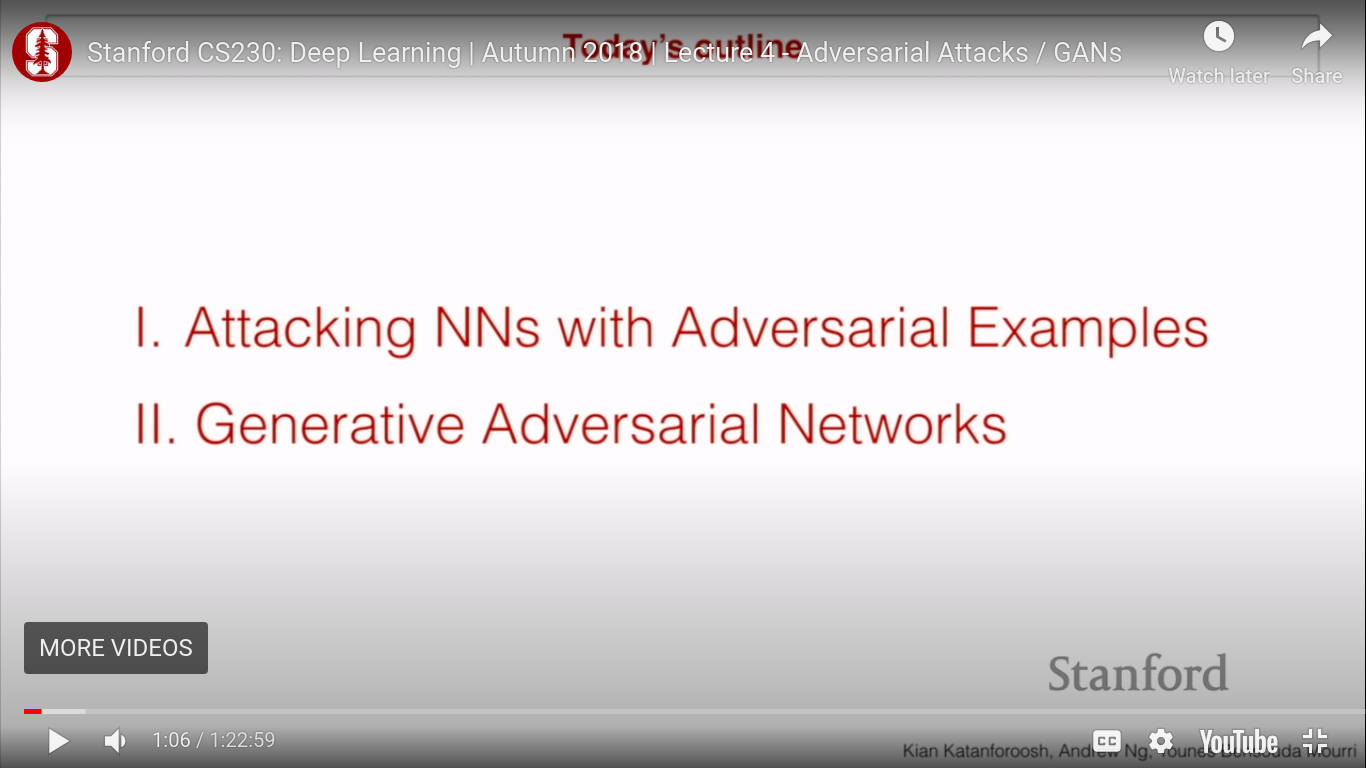 Today's outline
Stanford CS230: Deep Learning | Autumn 2018 | Lecture 4 - Adversarial Attacks / GANs
Watch later
Share
I. Attacking NNs with Adversarial Examples
II. Generative Adversarial Networks
MORE VIDEOS
Stanford
1:06 / 1:22:59
CC
YouTube
Kian Katanforoosh, Andrew Ng, Younes Bensouda Mourri